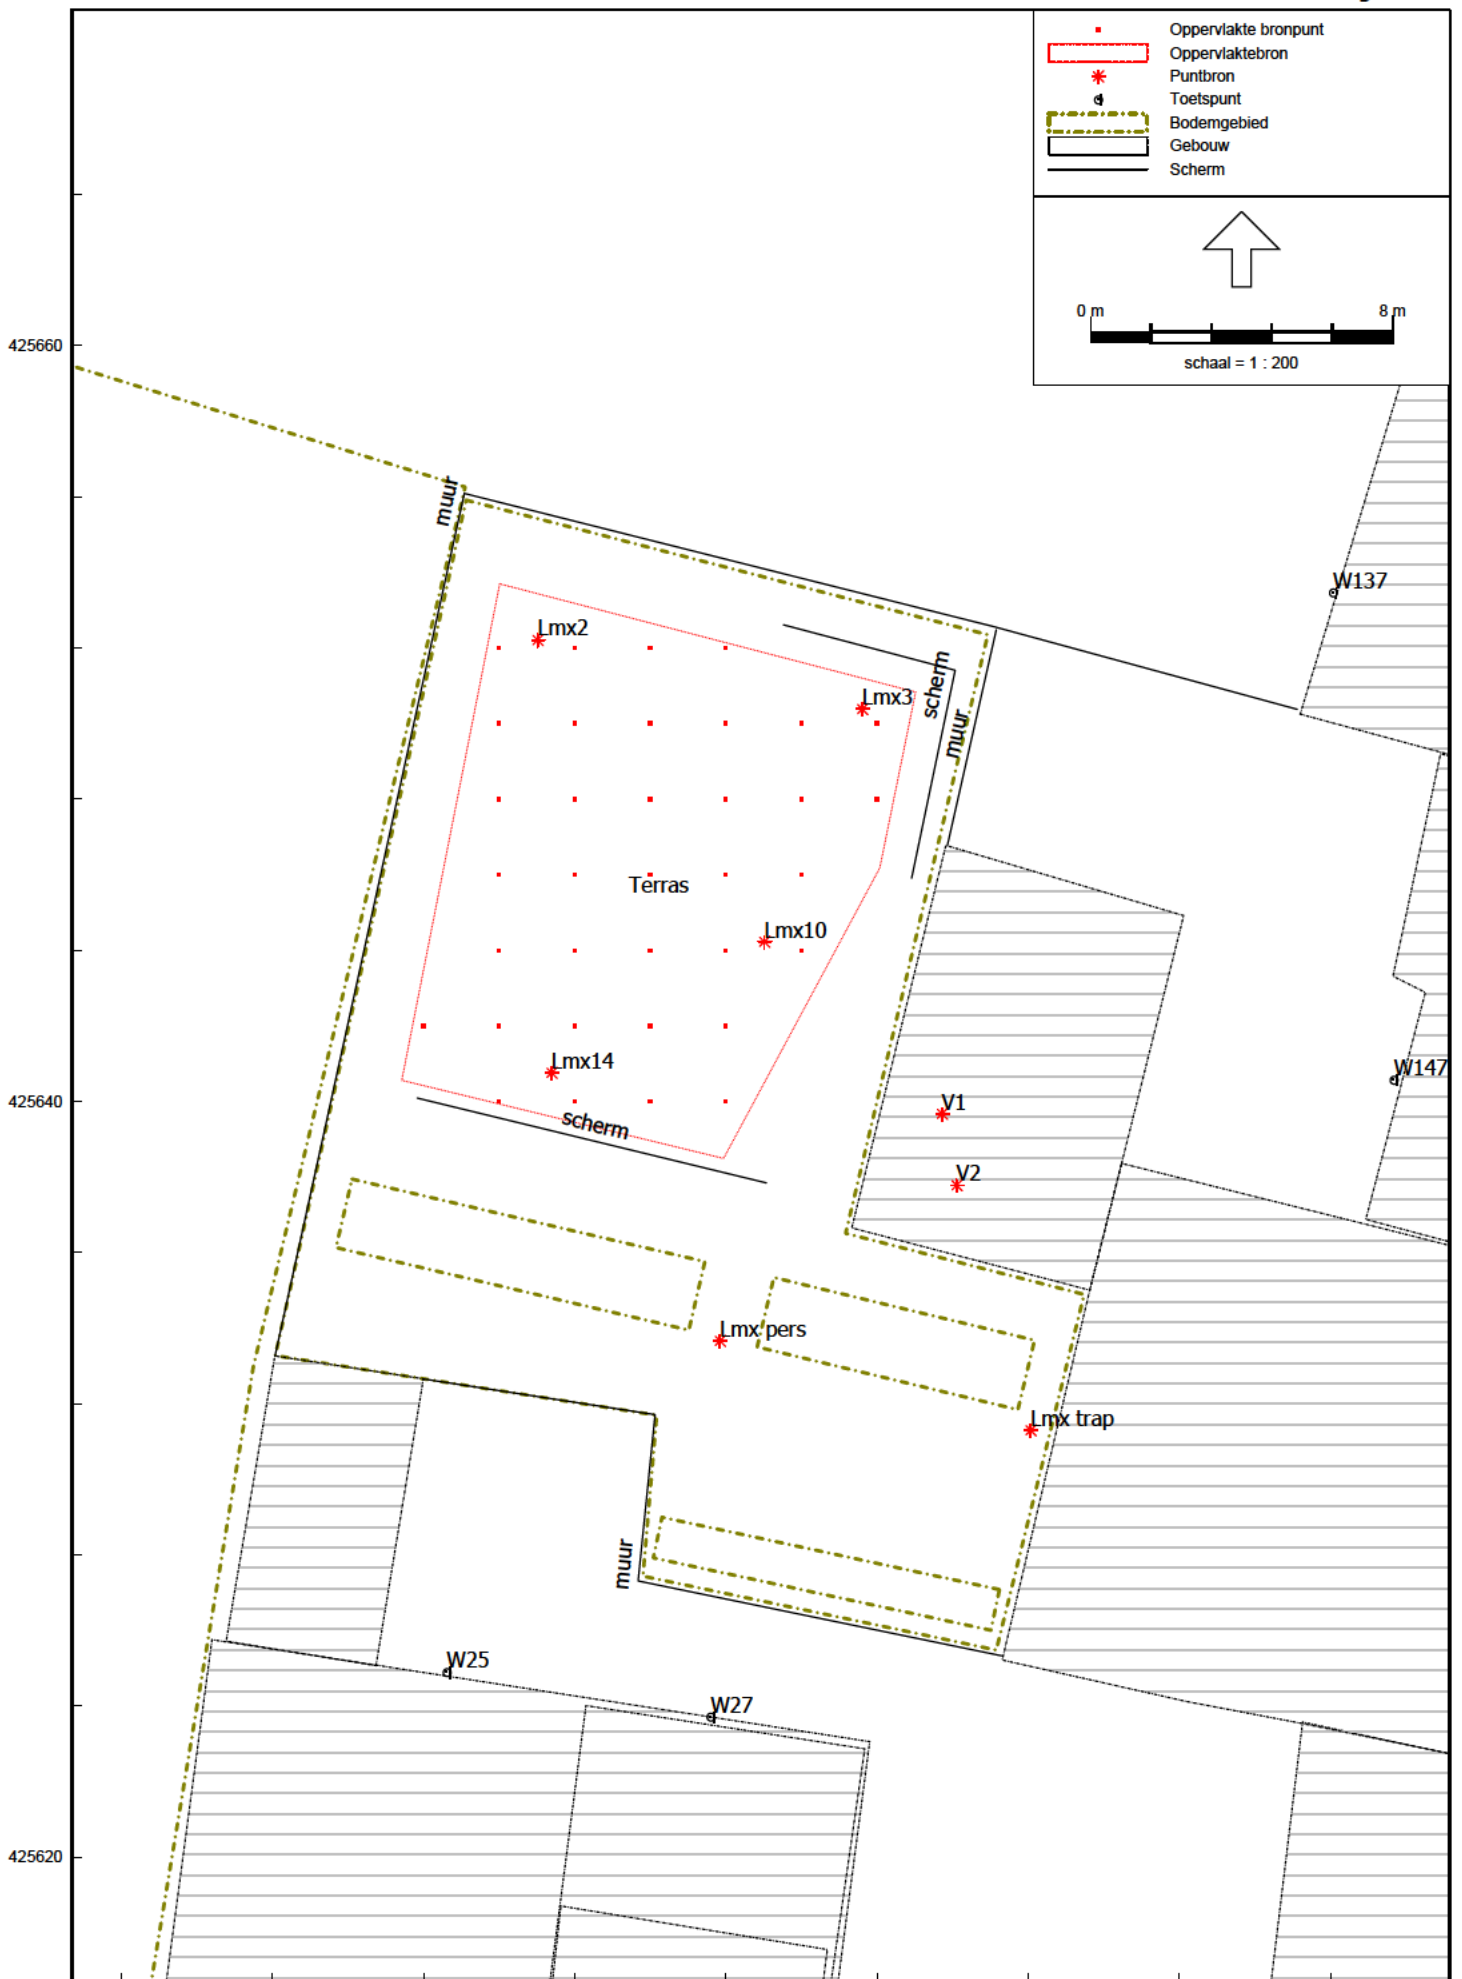 Oppervlakte bronpunt
Oppervlaktebron
Puntbron
Toetspunt
Bodemgebied
Gebouw
Scherm
0 m 8 m
schaal = 1 : 200
425660
muur
W137
Lmx2
scherm
Lmx3
muur
Terras
Lmx10
Lmx14
W147
425640
V1
scherm
V2
Lmx pers
Lmx trap
muur
W25
W27
425620